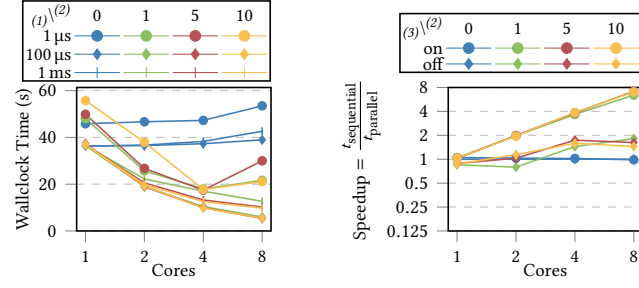 (1)\(2) 0 1 5 10
1 μs
100 μs
1 ms
60
40
20
0
Wallclock Time (s)
1 2 4 8
Cores
(3)\(2) 0 1 5 10
on
off
8
4
2
1
0.5
0.25
0.125
Speedup = t_sequential / t_parallel
1 2 4 8
Cores